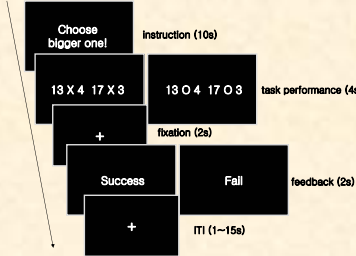 Choose
bigger one!
instruction (10s)
13 X 4 17 X 3
13 O 4 17 O 3
task performance (4s
+
fixation (2s)
Success
Fail
feedback (2s)
+
ITI (1~15s)